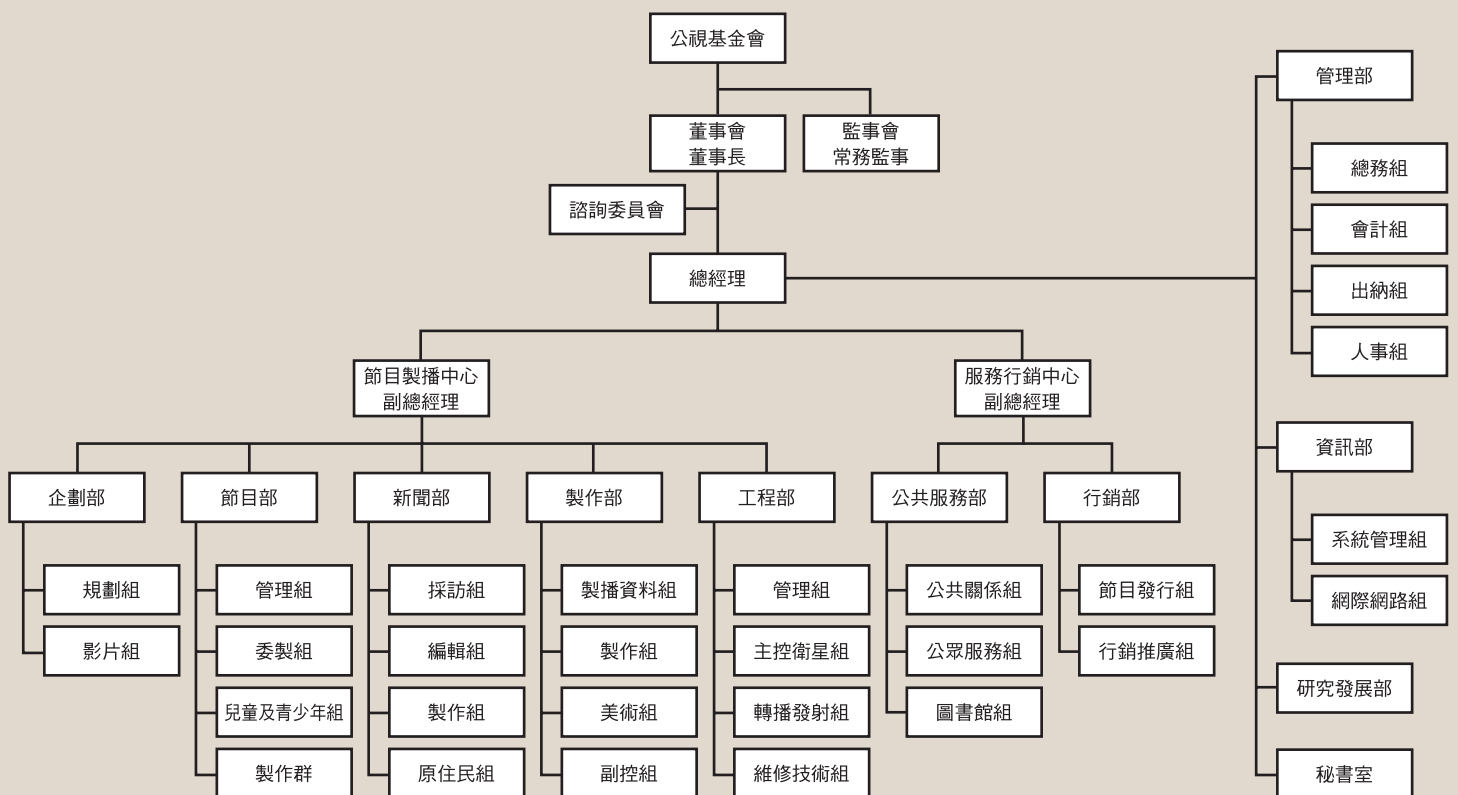 公視基金會
董事會
董事長
監事會
常務監事
諮詢委員會
總經理
節目製播中心
副總經理
服務行銷中心
副總經理
企劃部
規劃組
影片組
節目部
管理組
委製組
兒童及青少年組
製作群
新聞部
採訪組
編輯組
製作組
原住民組
製作部
製播資料組
製作組
美術組
副控組
工程部
管理組
主控衛星組
轉播發射組
維修技術組
公共服務部
公共關係組
公眾服務組
圖書館組
行銷部
節目發行組
行銷推廣組
管理部
總務組
會計組
出納組
人事組
資訊部
系統管理組
網際網路組
研究發展部
秘書室